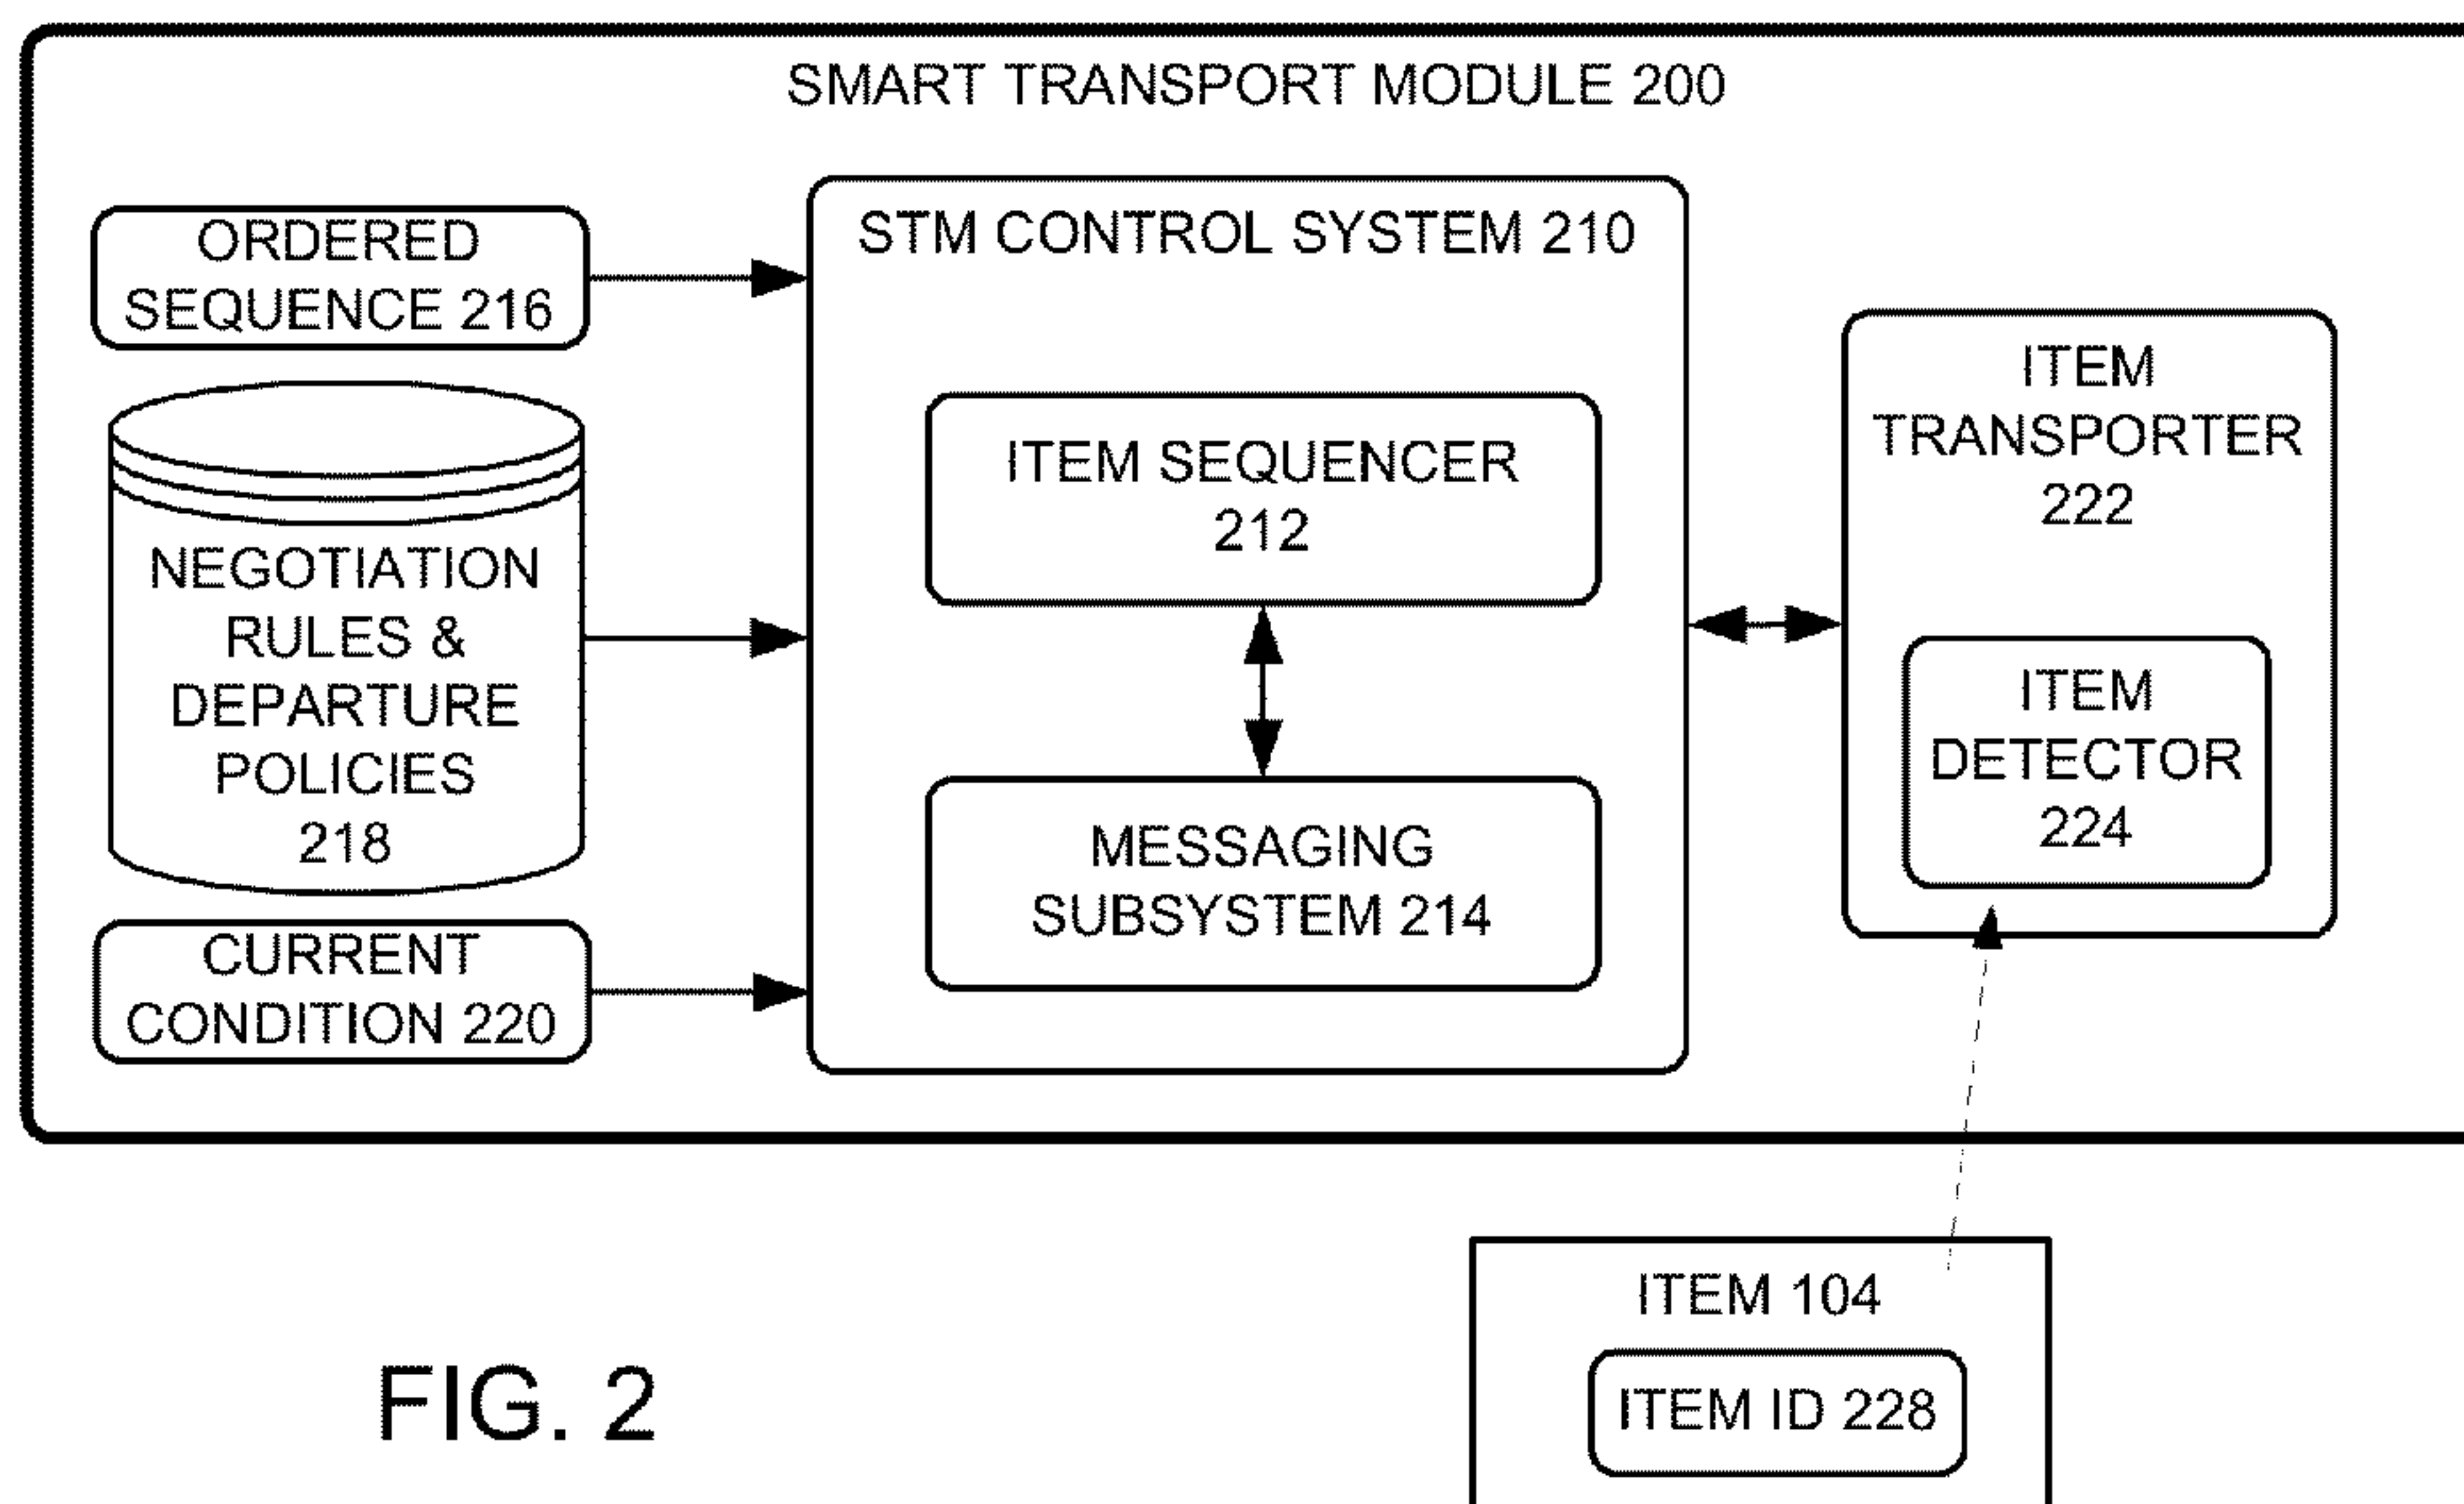 SMART TRANSPORT MODULE 200
ORDERED
SEQUENCE 216
NEGOTIATION
RULES &
DEPARTURE
POLICIES
218
CURRENT
CONDITION 220
STM CONTROL SYSTEM 210
ITEM SEQUENCER
212
MESSAGING
SUBSYSTEM 214
ITEM
TRANSPORTER
222
ITEM
DETECTOR
224
ITEM 104
ITEM ID 228
FIG. 2